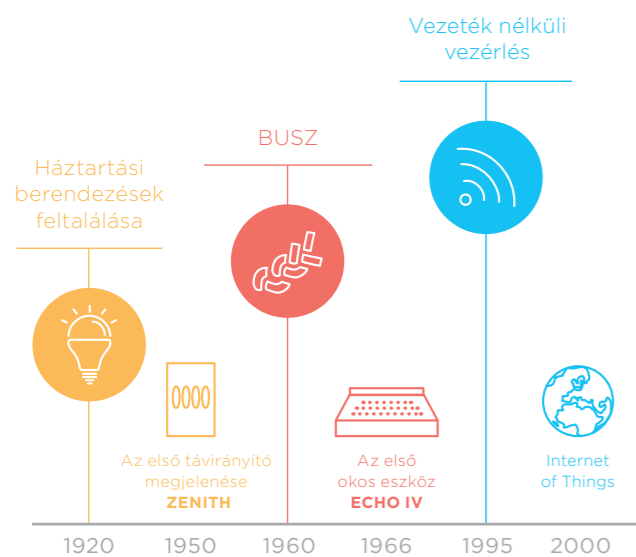 Vezeték nélküli
vezérlés
BUSZ
Háztartási
berendezések
feltalálása
Az első távirányító
megjelenése
ZENITH
Az első
okos eszköz
ECHO IV
Internet
of Things
1920 1950 1960 1966 1995 2000